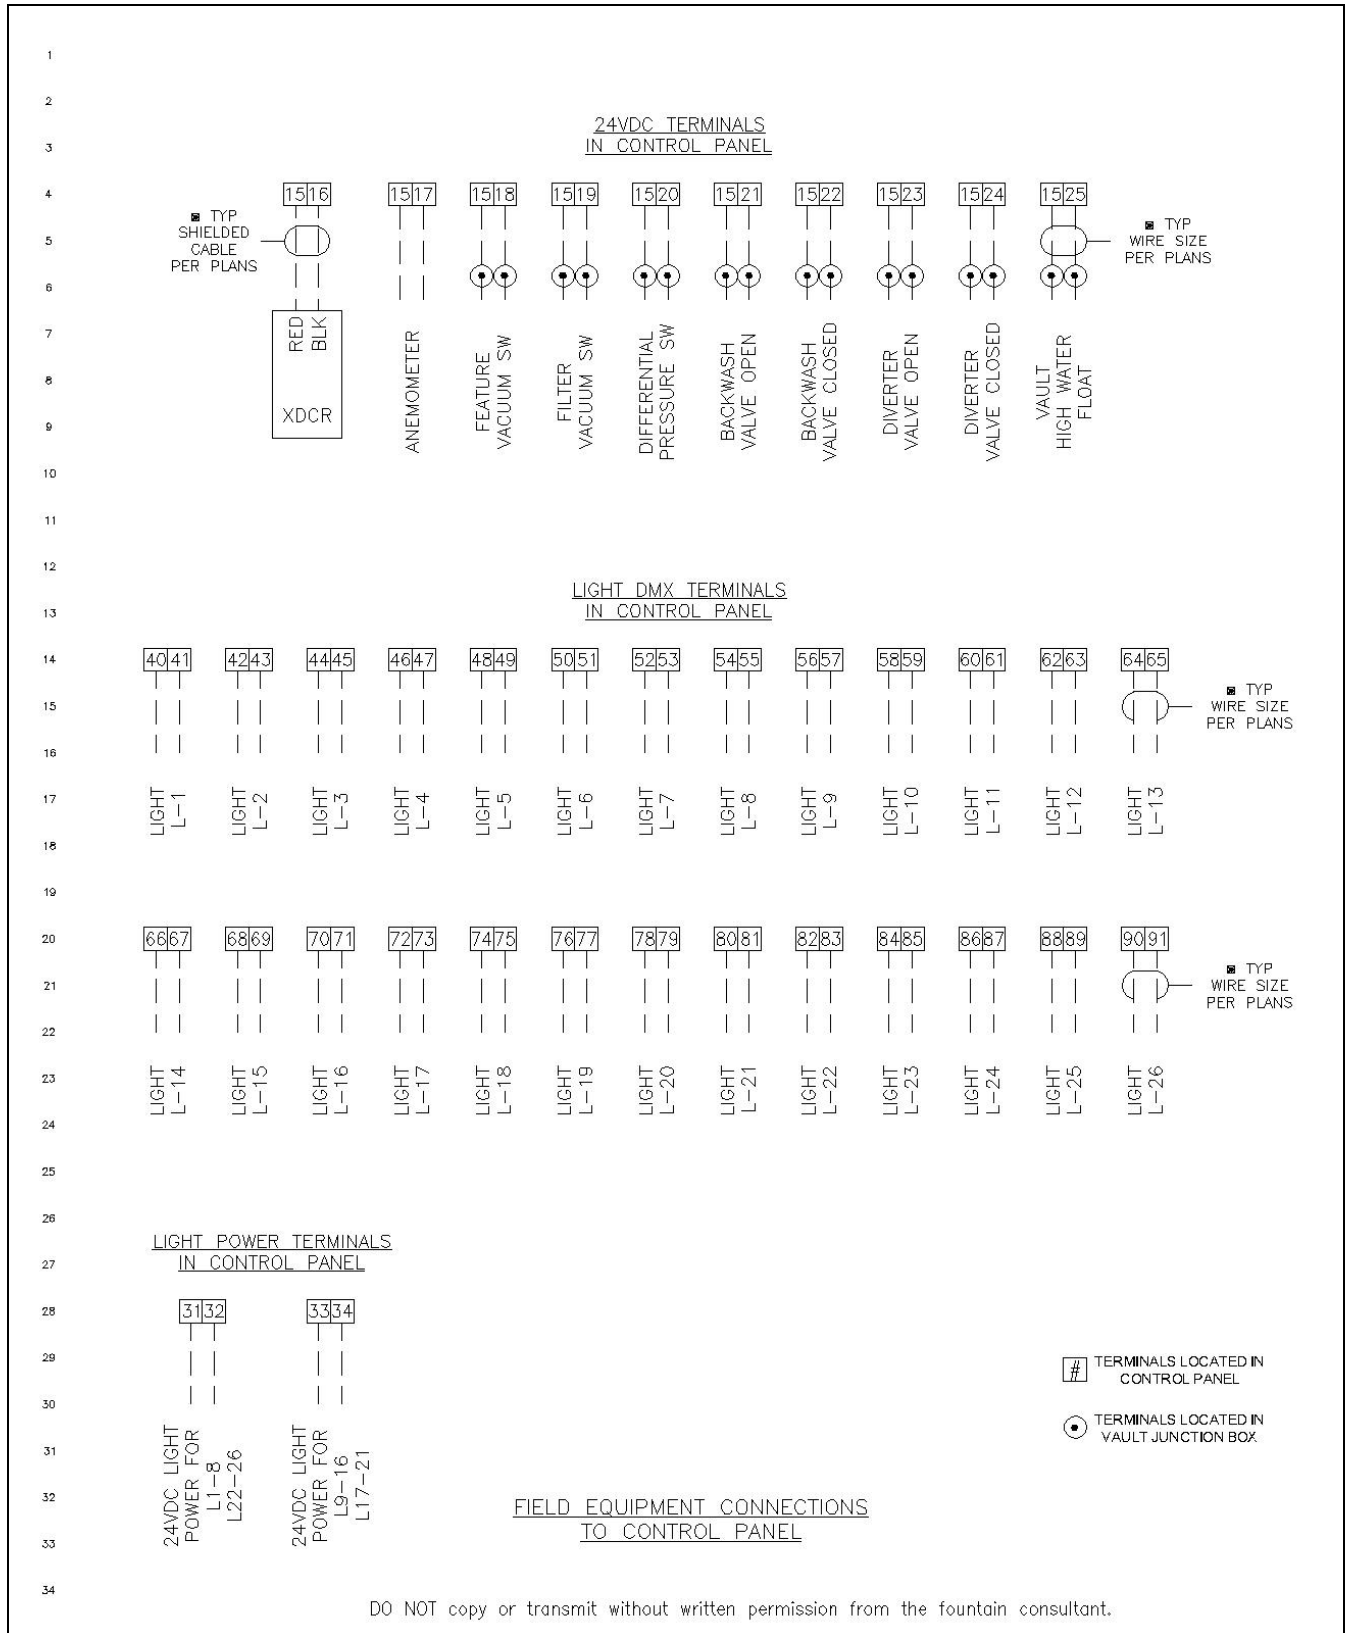 1
2
24VDC TERMINALS
3
IN CONTROL PANEL
4
15 16
15 17
15 18
15 19
15 20
15 21
15 22
15 23
15 24
15 25
TYP
SHIELDED
CABLE
PER PLANS
TYP
WIRE SIZE
PER PLANS
5
6
7
8
9
RED
BLK
XDCR
ANEMOMETER
FEATURE
VACUUM SW
FILTER
VACUUM SW
DIFFERENTIAL
PRESSURE SW
BACKWASH
VALVE OPEN
BACKWASH
VALVE CLOSED
DIVERTER
VALVE OPEN
DIVERTER
VALVE CLOSED
VAULT
HIGH WATER
FLOAT
10
11
12
LIGHT DMX TERMINALS
13
IN CONTROL PANEL
14
40 41
42 43
44 45
46 47
48 49
50 51
52 53
54 55
56 57
58 59
60 61
62 63
64 65
15
TYP
WIRE SIZE
PER PLANS
16
17
LIGHT
L-1
LIGHT
L-2
LIGHT
L-3
LIGHT
L-4
LIGHT
L-5
LIGHT
L-6
LIGHT
L-7
LIGHT
L-8
LIGHT
L-9
LIGHT
L-10
LIGHT
L-11
LIGHT
L-12
LIGHT
L-13
18
19
20
66 67
68 69
70 71
72 73
74 75
76 77
78 79
80 81
82 83
84 85
86 87
88 89
90 91
21
TYP
WIRE SIZE
PER PLANS
22
23
LIGHT
L-14
LIGHT
L-15
LIGHT
L-16
LIGHT
L-17
LIGHT
L-18
LIGHT
L-19
LIGHT
L-20
LIGHT
L-21
LIGHT
L-22
LIGHT
L-23
LIGHT
L-24
LIGHT
L-25
LIGHT
L-26
24
25
26
LIGHT POWER TERMINALS
27
IN CONTROL PANEL
28
31 32
33 34
29
30
31
32
33
24VDC LIGHT
POWER FOR
L1-8
L22-26
24VDC LIGHT
POWER FOR
L9-16
L17-21
# TERMINALS LOCATED IN
CONTROL PANEL
TERMINALS LOCATED IN
VAULT JUNCTION BOX
FIELD EQUIPMENT CONNECTIONS
TO CONTROL PANEL
34
DO NOT copy or transmit without written permission from the fountain consultant.